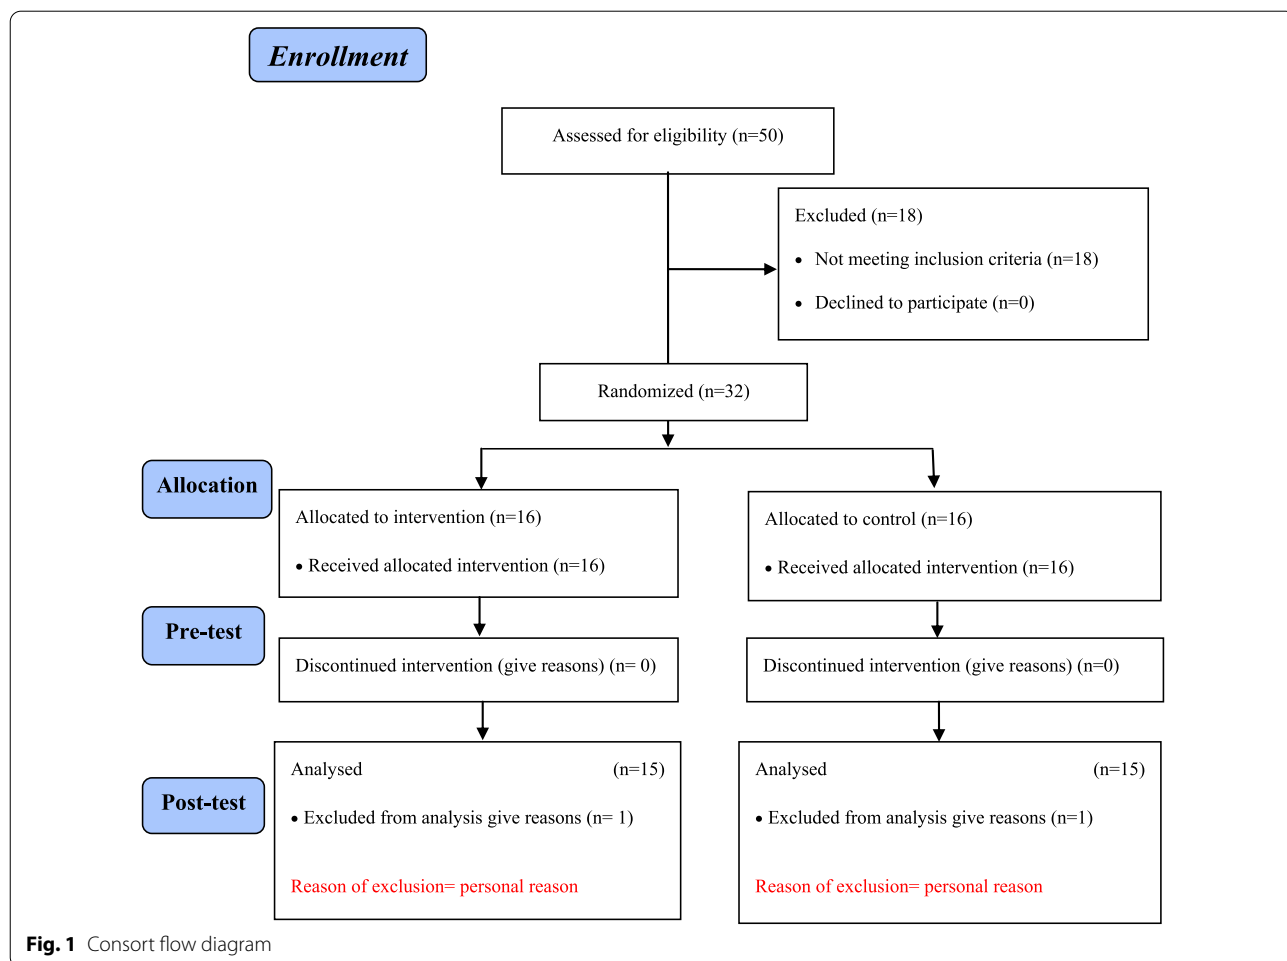 Enrollment
Assessed for eligibility (n=50)
Excluded (n=18)
• Not meeting inclusion criteria (n=18)
• Declined to participate (n=0)
Randomized (n=32)
Allocation
Allocated to intervention (n=16)
• Received allocated intervention (n=16)
Allocated to control (n=16)
• Received allocated intervention (n=16)
Pre-test
Discontinued intervention (give reasons) (n= 0)
Discontinued intervention (give reasons) (n=0)
Post-test
Analysed (n=15)
• Excluded from analysis give reasons (n= 1)
Reason of exclusion= personal reason
Analysed (n=15)
• Excluded from analysis give reasons (n=1)
Reason of exclusion= personal reason
Fig. 1 Consort flow diagram